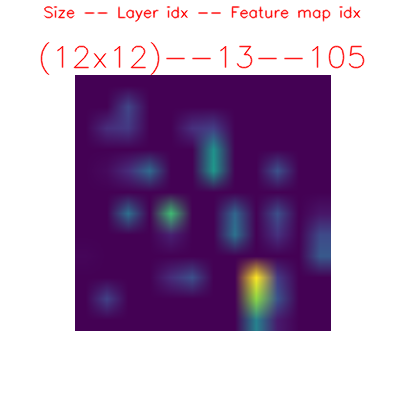 Size -- Layer idx -- Feature map idx
(12x12)--13--105